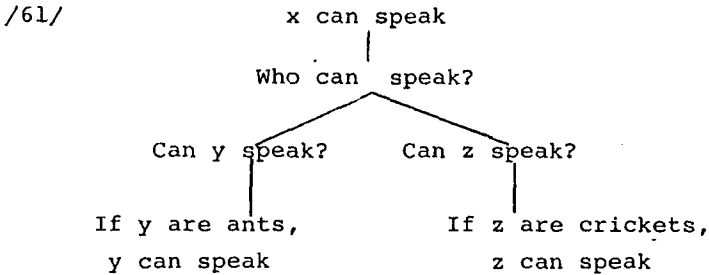 /61/ x can speak
Who can speak?
Can y speak? Can z speak?
If y are ants, If z are crickets,
y can speak z can speak